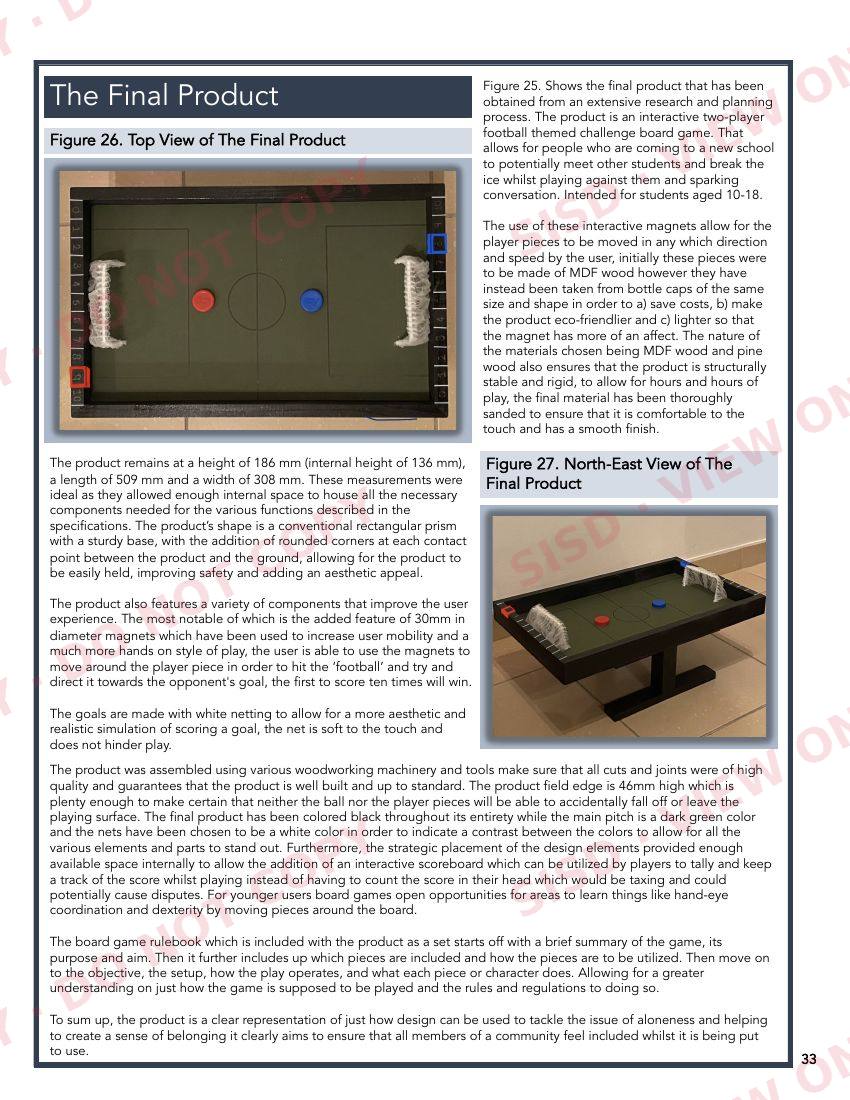 The Final Product
Figure 26. Top View of The Final Product
The product remains at a height of 186 mm (internal height of 136 mm),
a length of 509 mm and a width of 308 mm. These measurements were
ideal as they allowed enough internal space to house all the necessary
components needed for the various functions described in the
specifications. The product's shape is a conventional rectangular prism
with a sturdy base, with the addition of rounded corners at each contact
point between the product and the ground, allowing for the product to
be easily held, improving safety and adding an aesthetic appeal.
The product also features a variety of components that improve the user
experience. The most notable of which is the added feature of 30mm in
diameter magnets which have been used to increase user mobility and a
much more hands on style of play, the user is able to use the magnets to
move around the player piece in order to hit the 'football' and try and
direct it towards the opponent's goal, the first to score ten times will win.
The goals are made with white netting to allow for a more aesthetic and
realistic simulation of scoring a goal, the net is soft to the touch and
does not hinder play.
Figure 25. Shows the final product that has been
obtained from an extensive research and planning
process. The product is an interactive two-player
football themed challenge board game. That
allows for people who are coming to a new school
to potentially meet other students and break the
ice whilst playing against them and sparking
conversation. Intended for students aged 10-18.
The use of these interactive magnets allow for the
player pieces to be moved in any which direction
and speed by the user, initially these pieces were
to be made of MDF wood however they have
instead been taken from bottle caps of the same
size and shape in order to a) save costs, b) make
the product eco-friendlier and c) lighter so that
the magnet has more of an affect. The nature of
the materials chosen being MDF wood and pine
wood also ensures that the product is structurally
stable and rigid, to allow for hours and hours of
play, the final material has been thoroughly
sanded to ensure that it is comfortable to the
touch and has a smooth finish.
Figure 27. North-East View of The
Final Product
The product was assembled using various woodworking machinery and tools make sure that all cuts and joints were of high
quality and guarantees that the product is well built and up to standard. The product field edge is 46mm high which is
plenty enough to make certain that neither the ball nor the player pieces will be able to accidentally fall off or leave the
playing surface. The final product has been colored black throughout its entirety while the main pitch is a dark green color
and the nets have been chosen to be a white color in order to indicate a contrast between the colors to allow for all the
various elements and parts to stand out. Furthermore, the strategic placement of the design elements provided enough
available space internally to allow the addition of an interactive scoreboard which can be utilized by players to tally and keep
a track of the score whilst playing instead of having to count the score in their head which would be taxing and could
potentially cause disputes. For younger users board games open opportunities for areas to learn things like hand-eye
coordination and dexterity by moving pieces around the board.
The board game rulebook which is included with the product as a set starts off with a brief summary of the game, its
purpose and aim. Then it further includes up which pieces are included and how the pieces are to be utilized. Then move on
to the objective, the setup, how the play operates, and what each piece or character does. Allowing for a greater
understanding on just how the game is supposed to be played and the rules and regulations to doing so.
To sum up, the product is a clear representation of just how design can be used to tackle the issue of aloneness and helping
to create a sense of belonging it clearly aims to ensure that all members of a community feel included whilst it is being put
to use.
33
SISD · VIEW ON
DO NOT COPY
SISD · VIEW ON
DO NOT COPY
SISD · VIEW ON
DO NOT COPY